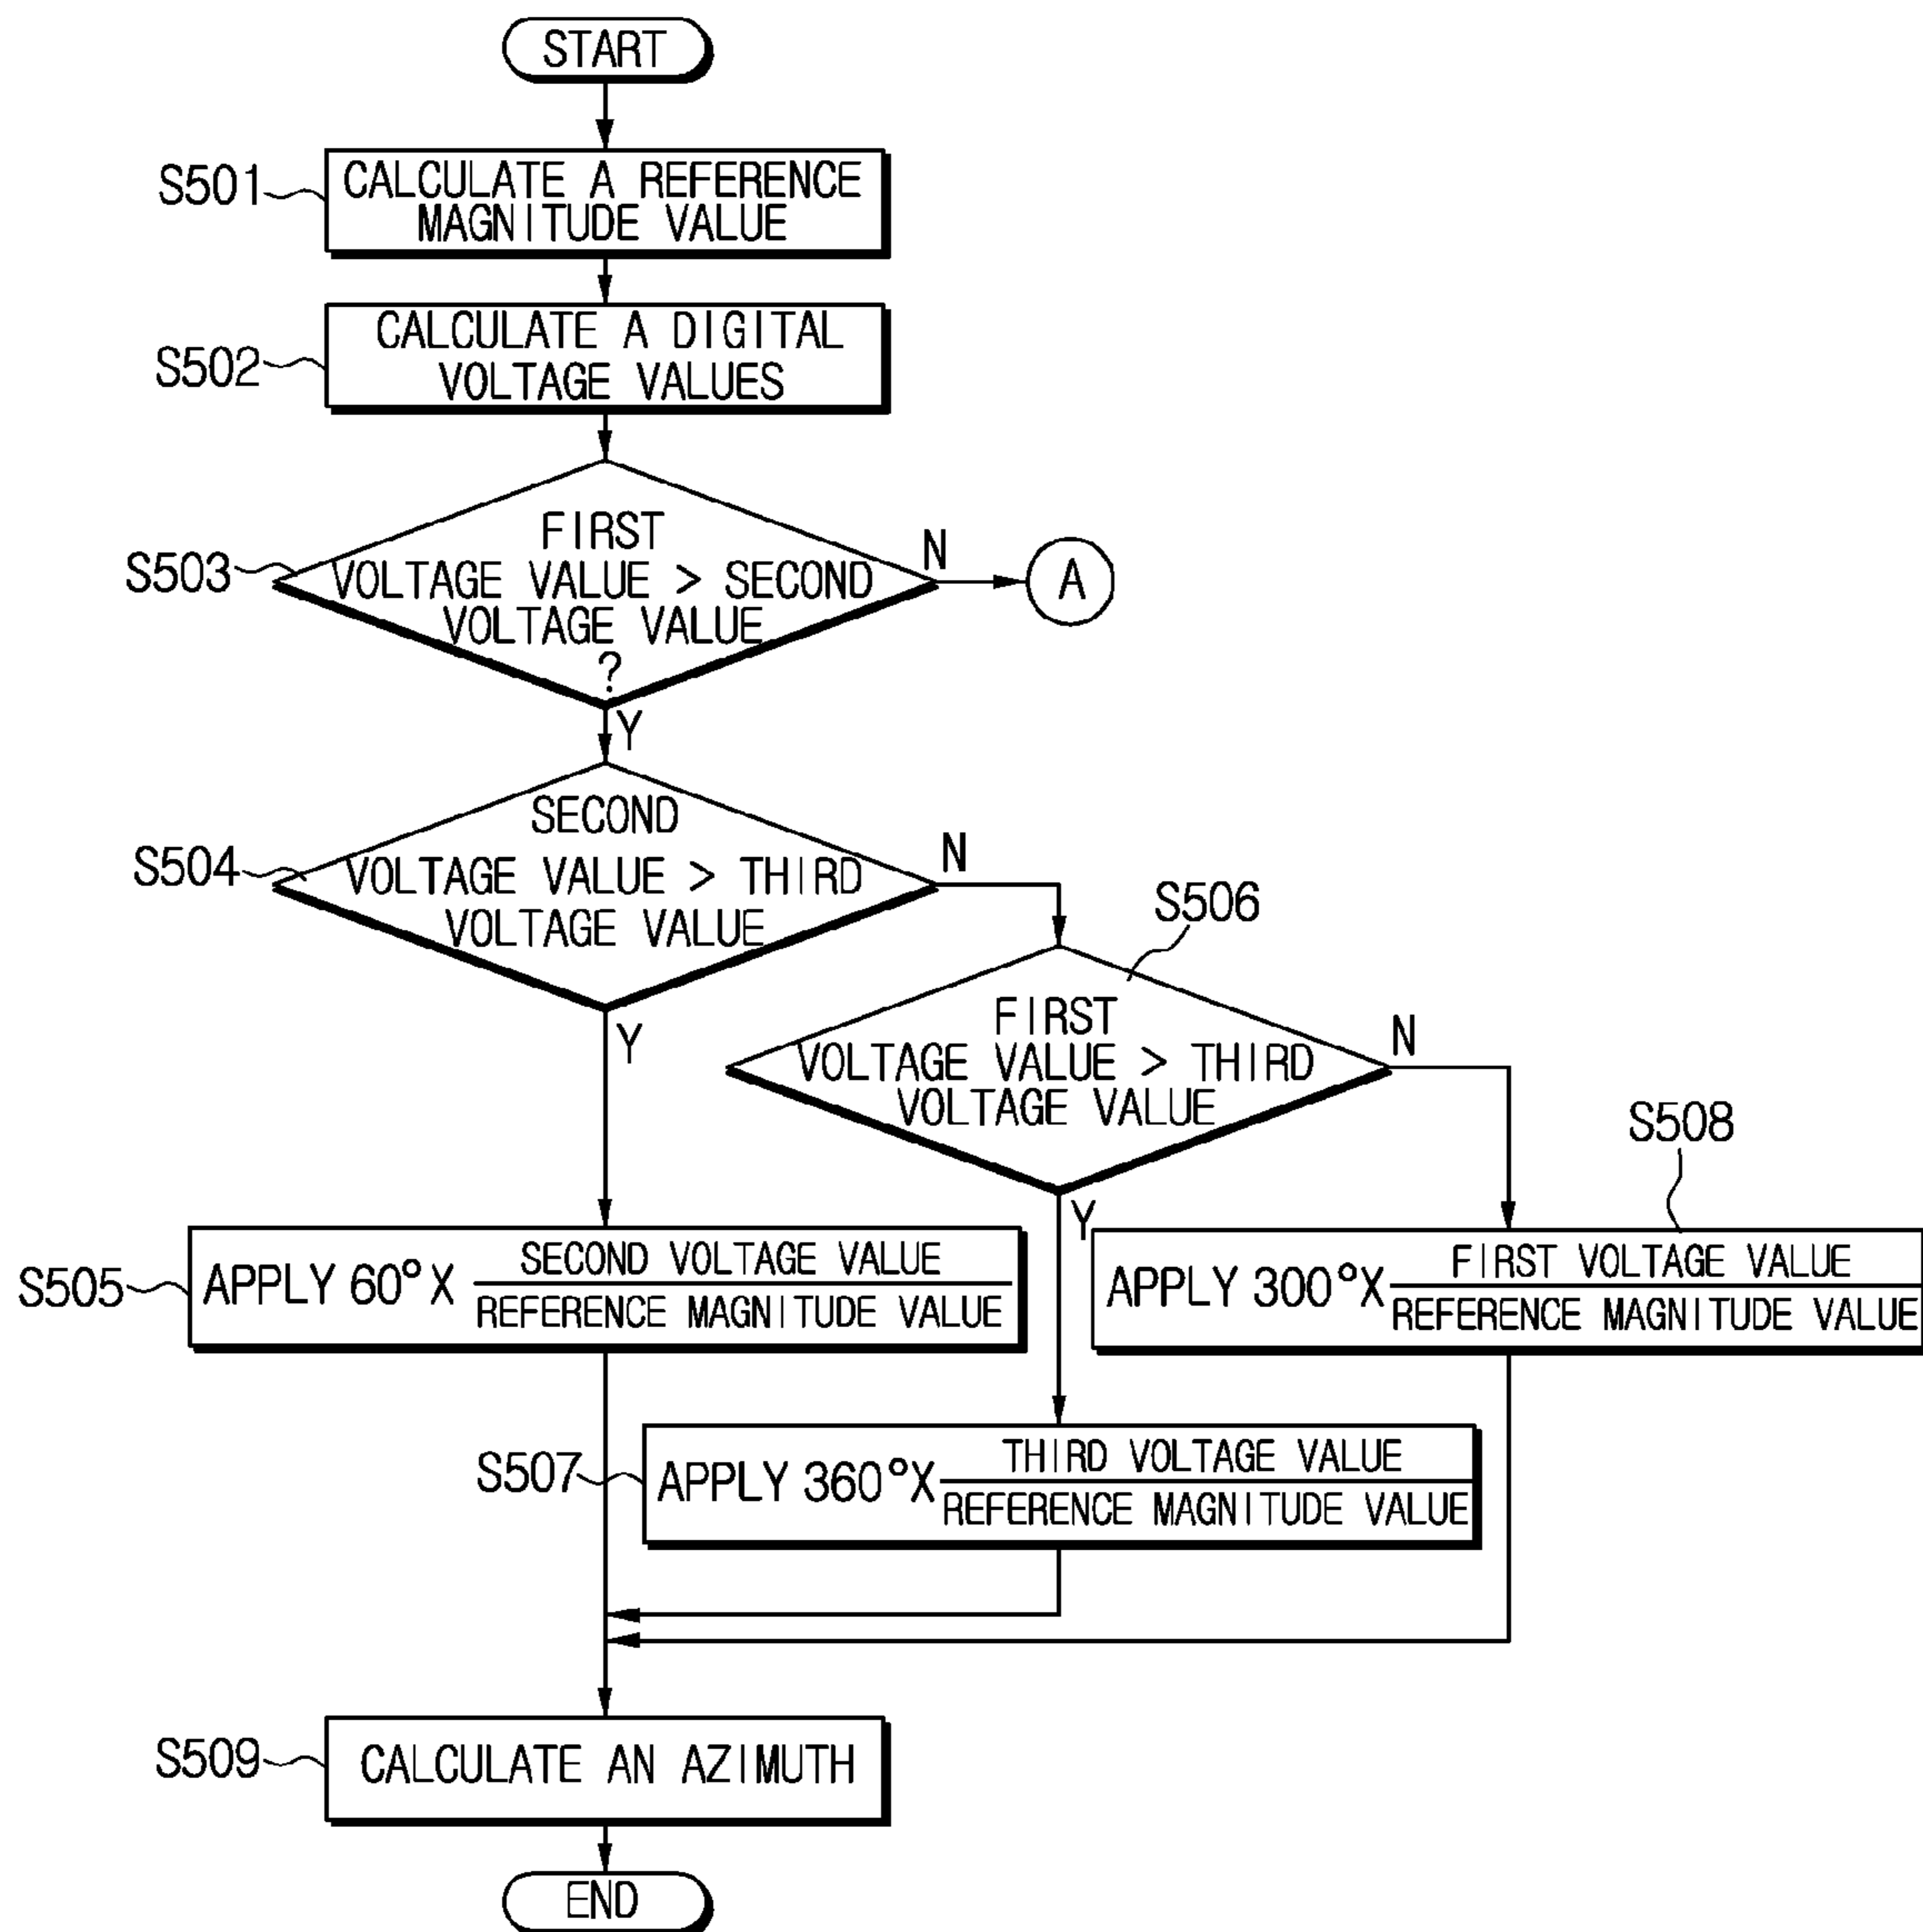 START
S501
CALCULATE A REFERENCE
MAGNITUDE VALUE
S502
CALCULATE A DIGITAL
VOLTAGE VALUES
S503
FIRST
VOLTAGE VALUE > SECOND
VOLTAGE VALUE
?
N
A
Y
S504
SECOND
VOLTAGE VALUE > THIRD
VOLTAGE VALUE
N
Y
S506
FIRST
VOLTAGE VALUE > THIRD
VOLTAGE VALUE
N
Y
S505
APPLY 60°X
SECOND VOLTAGE VALUE
REFERENCE MAGNITUDE VALUE
S508
APPLY 300°X
FIRST VOLTAGE VALUE
REFERENCE MAGNITUDE VALUE
S507
APPLY 360°X
THIRD VOLTAGE VALUE
REFERENCE MAGNITUDE VALUE
S509
CALCULATE AN AZIMUTH
END